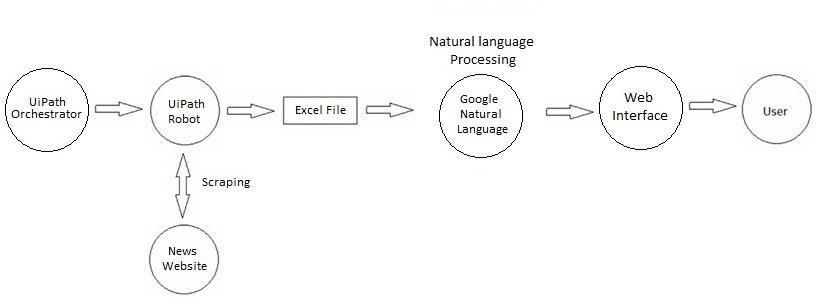 Natural language
Processing
UiPath
Orchestrator
UiPath
Robot
Excel File
Google
Natural
Language
Web
Interface
User
Scraping
News
Website